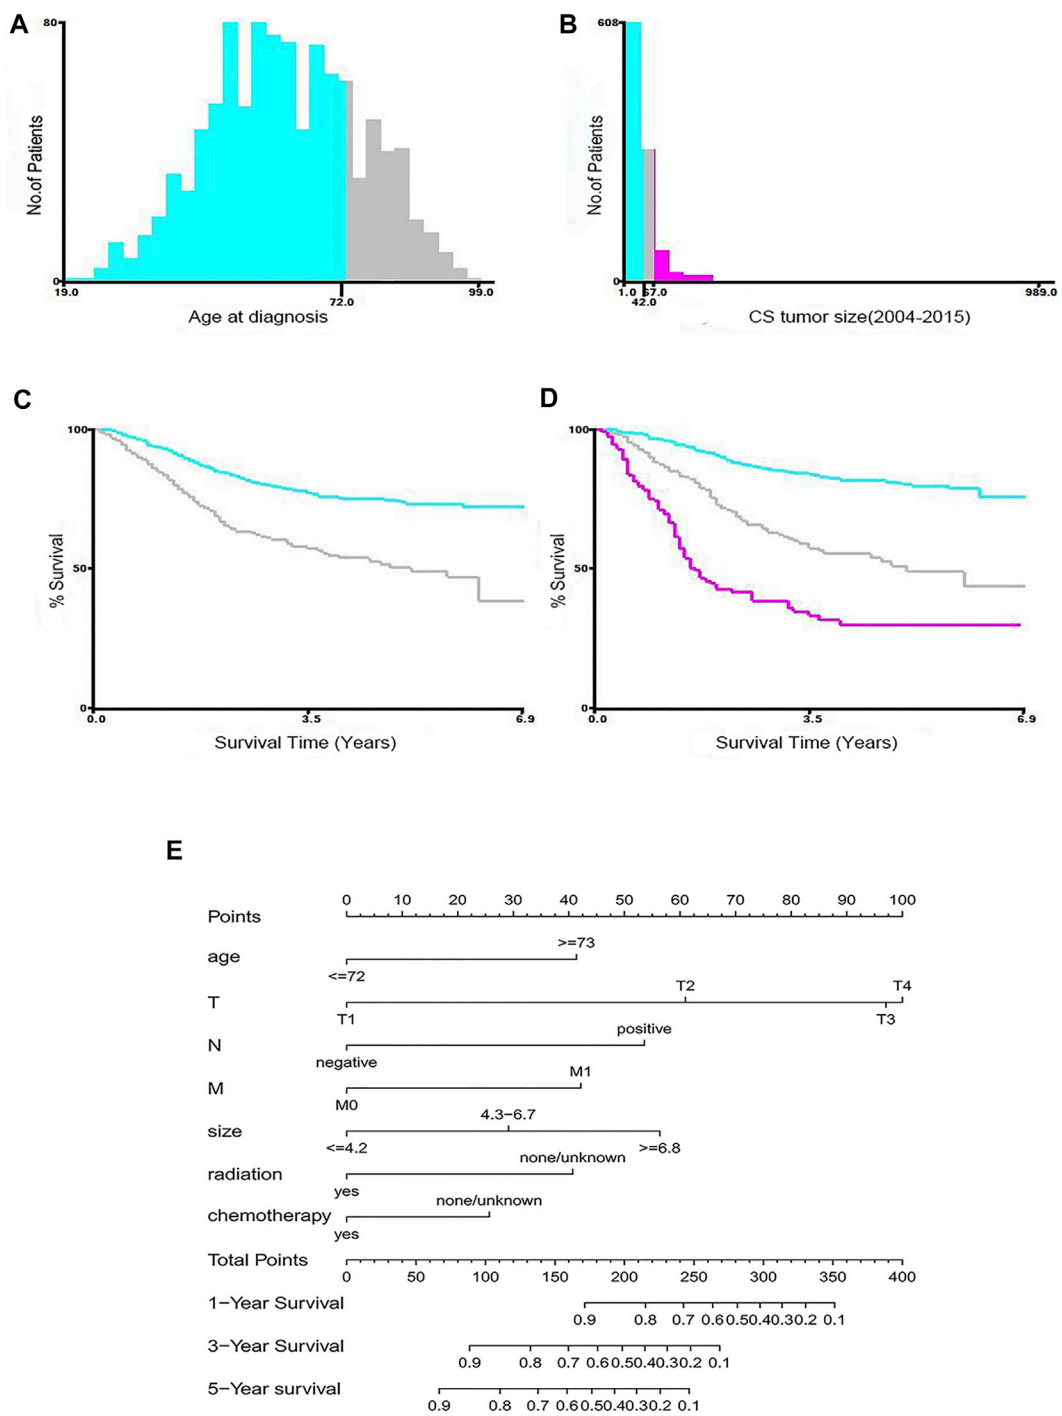 A
80
No.of Patients
0
19.0
72.0
99.0
Age at diagnosis
B
608
No.of Patients
0
1.0 67.0
42.0
989.0
CS tumor size(2004-2015)
C
100
50
% Survival
0
0.0
3.5
6.9
Survival Time (Years)
D
100
50
% Survival
0
0.0
3.5
6.9
Survival Time (Years)
E
0 10 20 30 40 50 60 70 80 90 100
Points
>=73
age
<=72
T2 T4
T
T1 T3
positive
N
negative
M1
M
M0
4.3−6.7
size
<=4.2 >=6.8
none/unknown
radiation
yes
none/unknown
chemotherapy
yes
Total Points
0 50 100 150 200 250 300 350 400
1−Year Survival
0.9 0.8 0.7 0.6 0.5 0.4 0.3 0.2 0.1
3−Year Survival
0.9 0.8 0.7 0.6 0.5 0.4 0.3 0.2 0.1
5−Year survival
0.9 0.8 0.7 0.6 0.5 0.4 0.3 0.2 0.1